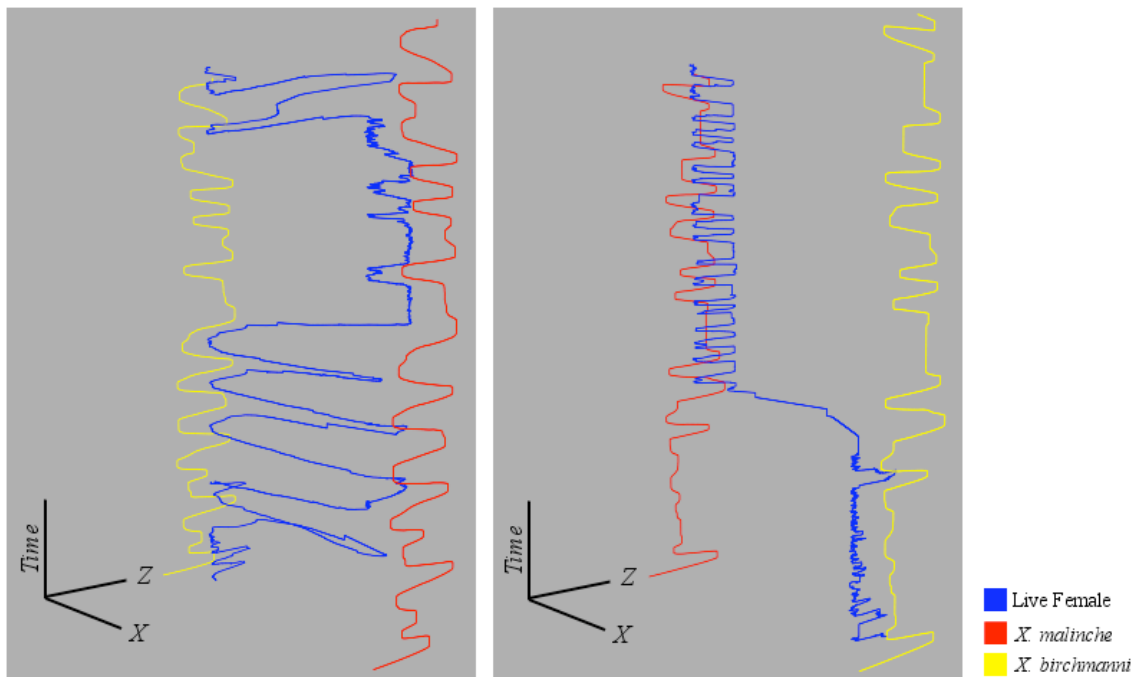 Time
Z
X
Time
Z
X
Live Female
X. malinche
X. birchmanni